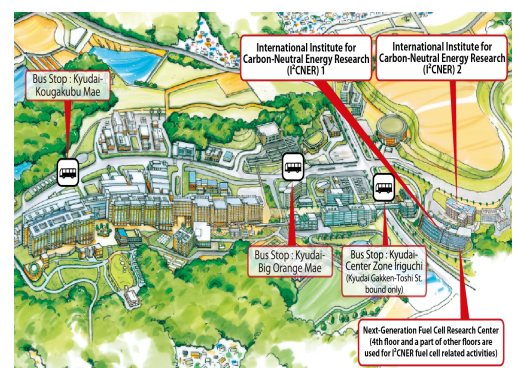 International Institute for
Carbon-Neutral Energy Research
(I²CNER) 1
International Institute for
Carbon-Neutral Energy Research
(I²CNER) 2
Bus Stop : Kyudai-
Kougakubu Mae
Bus Stop : Kyudai-
Big Orange Mae
Bus Stop : Kyudai-
Center Zone Iriguchi
(Kyudai Gakken-Toshi St.
bound only)
Next-Generation Fuel Cell Research Center
(4th floor and a part of other floors are
used for I²CNER fuel cell related activities)